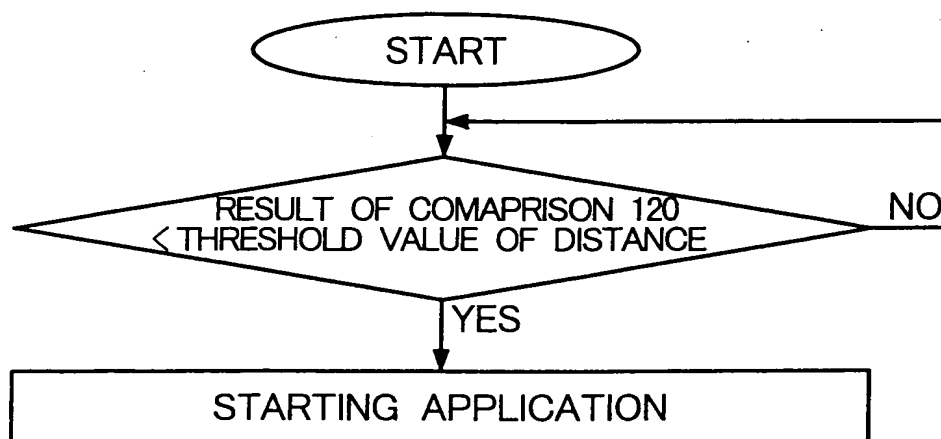 START
RESULT OF COMAPRISON 120
< THRESHOLD VALUE OF DISTANCE
NO
YES
STARTING APPLICATION